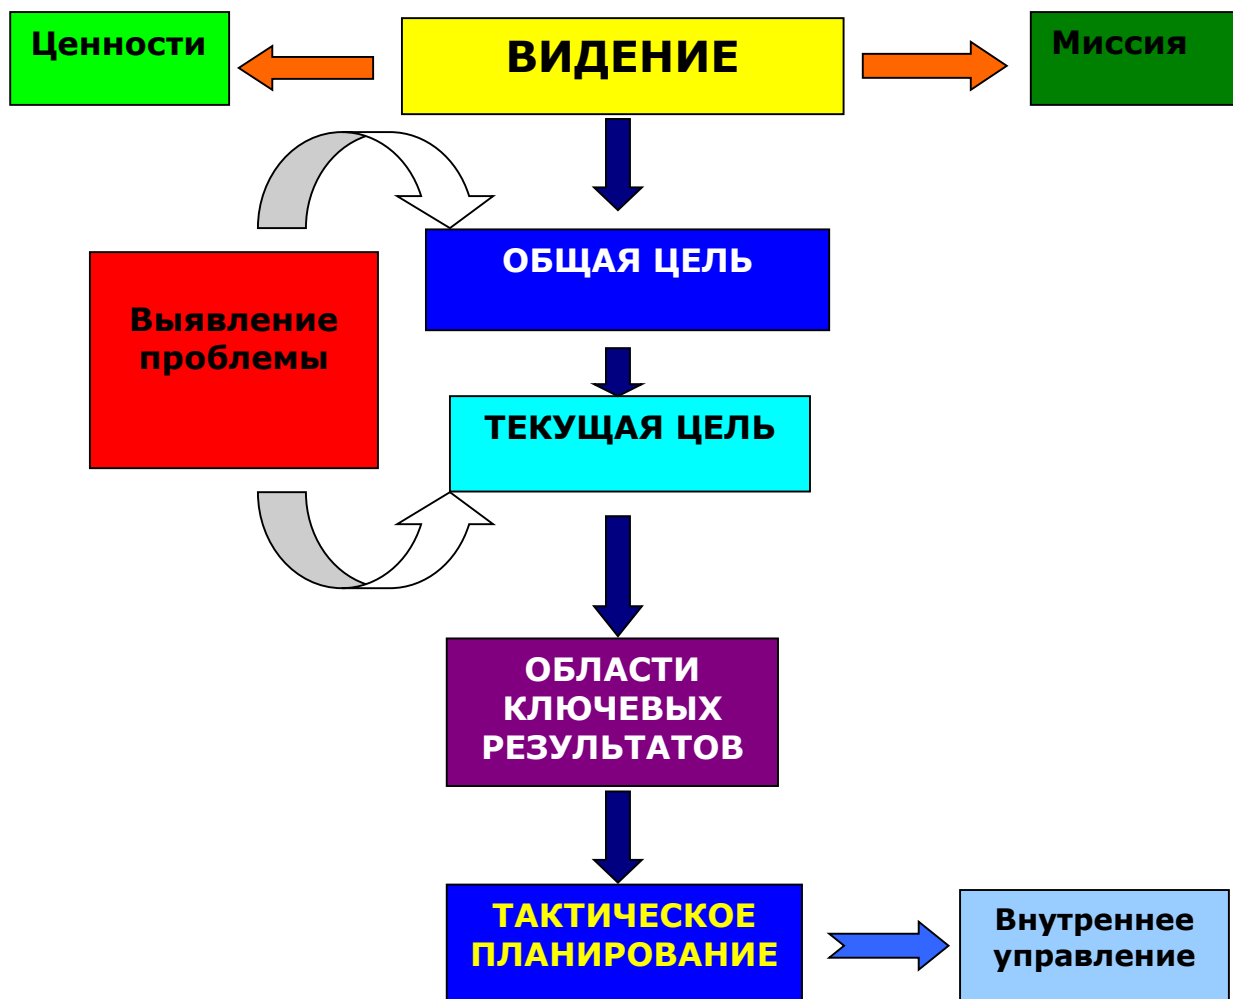 Ценности
ВИДЕНИЕ
Миссия
ОБЩАЯ ЦЕЛЬ
Выявление
проблемы
ТЕКУЩАЯ ЦЕЛЬ
ОБЛАСТИ
КЛЮЧЕВЫХ
РЕЗУЛЬТАТОВ
ТАКТИЧЕСКОЕ
ПЛАНИРОВАНИЕ
Внутреннее
управление